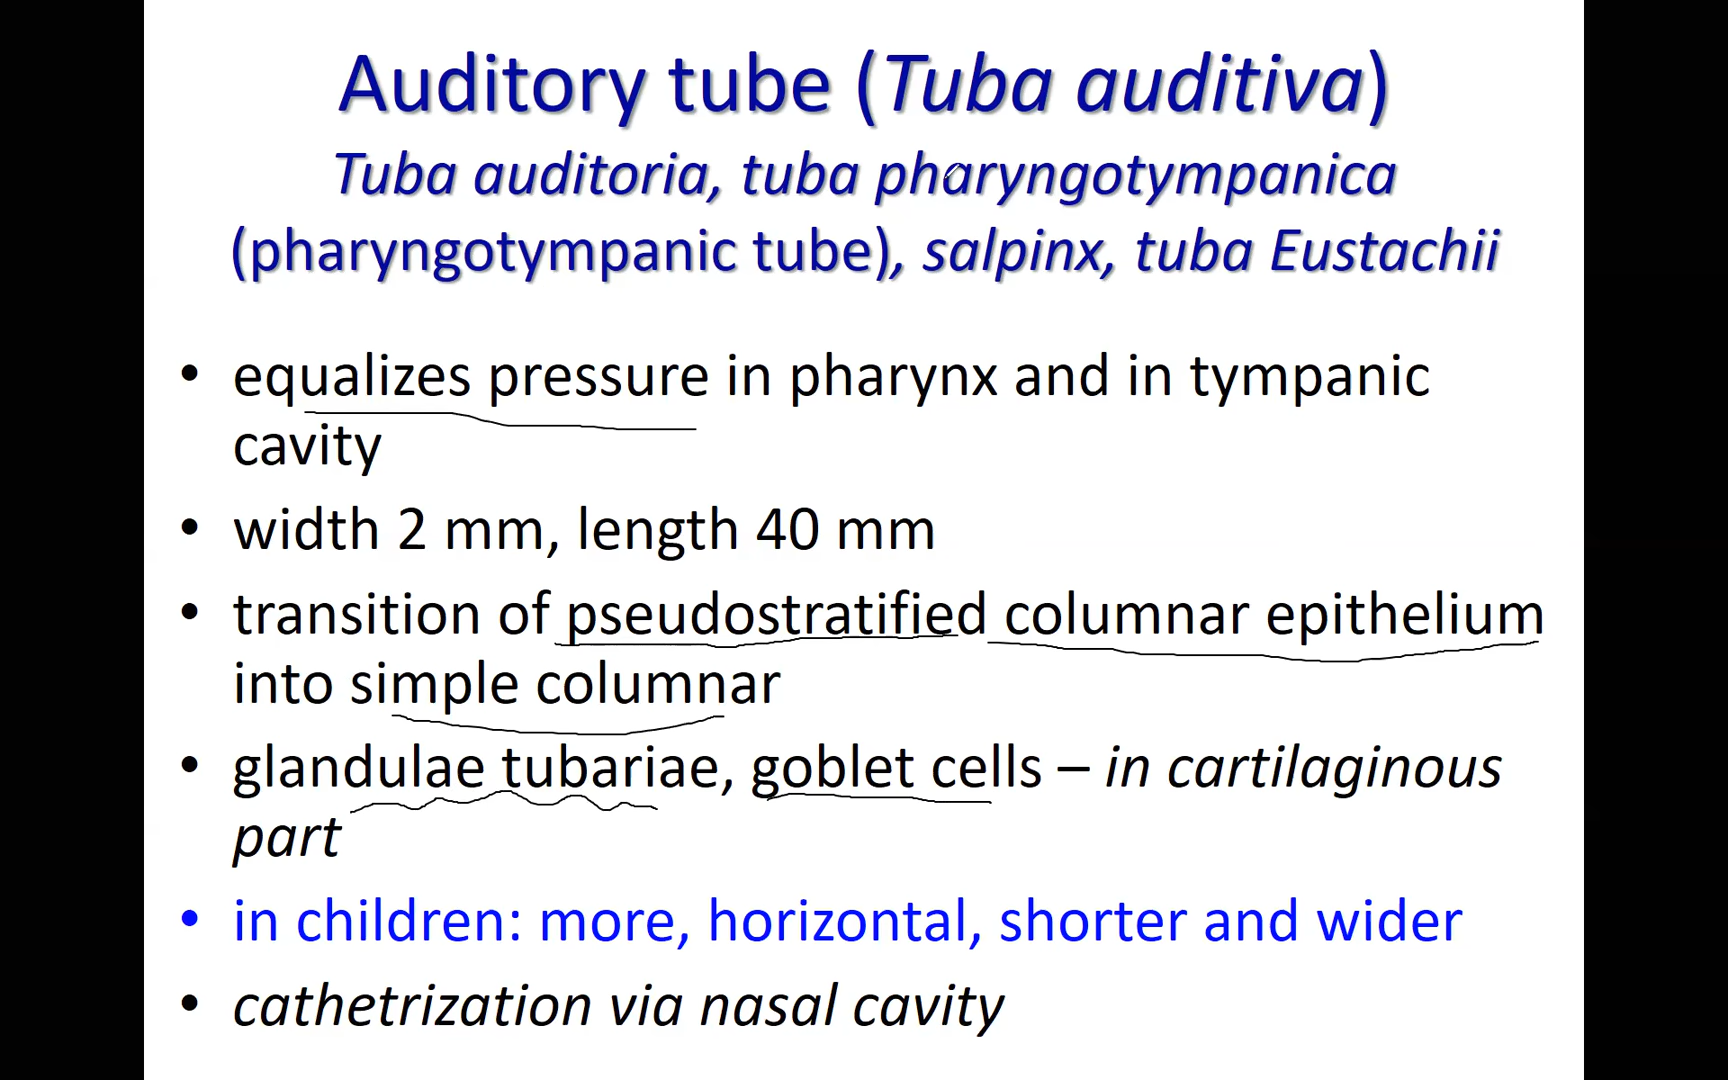 Auditory tube (Tuba auditiva)
Tuba auditoria, tuba pharyngotympanica
(pharyngotympanic tube), salpinx, tuba Eustachii
• equalizes pressure in pharynx and in tympanic
cavity
• width 2 mm, length 40 mm
• transition of pseudostratified columnar epithelium
into simple columnar
• glandulae tubariae, goblet cells – in cartilaginous
part
• in children: more, horizontal, shorter and wider
• cathetrization via nasal cavity